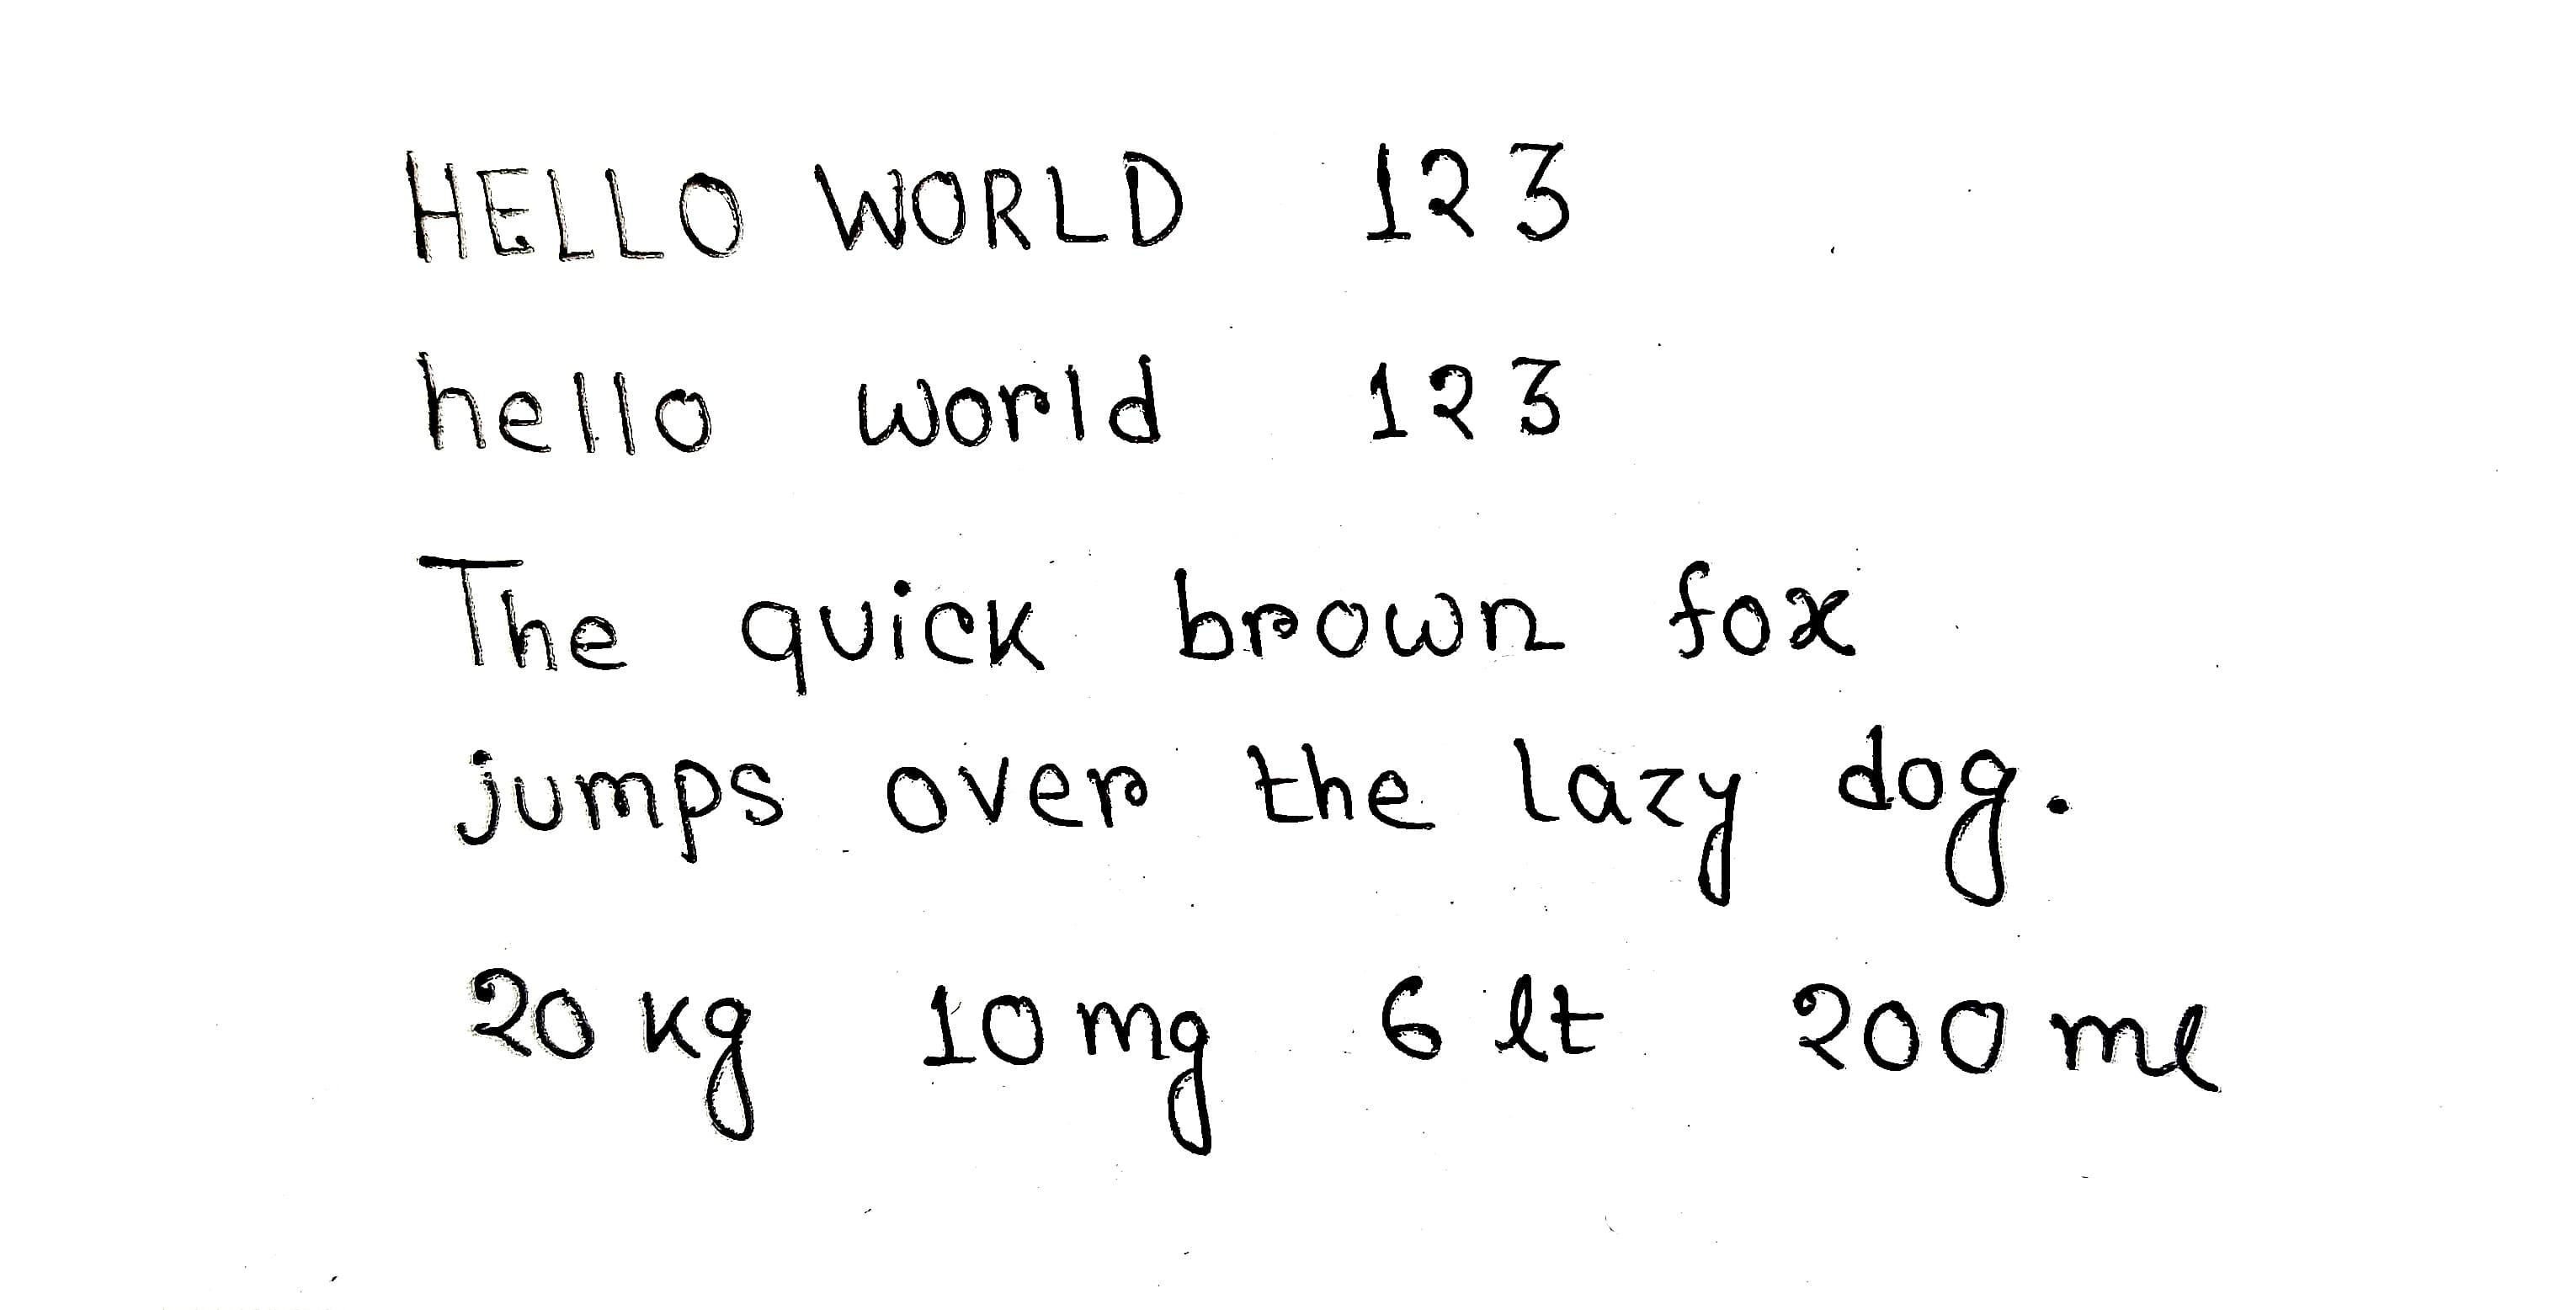 HELLO WORLD 123
hello world 123
The quick brown fox
jumps over the lazy dog.
20 kg 10 mg 6 lt 200 ml